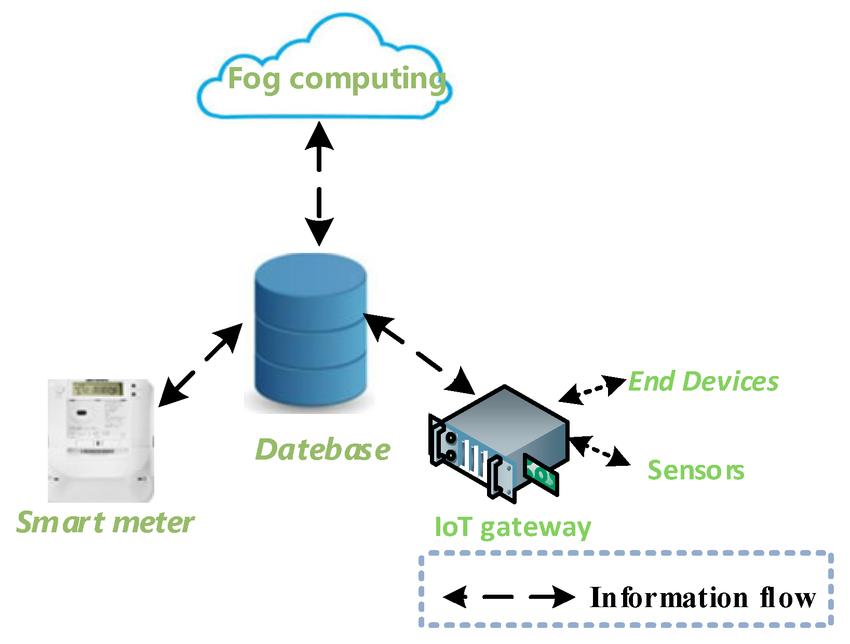 Fog computing
Datebase
End Devices
Sensors
Smart meter
IoT gateway
Information flow